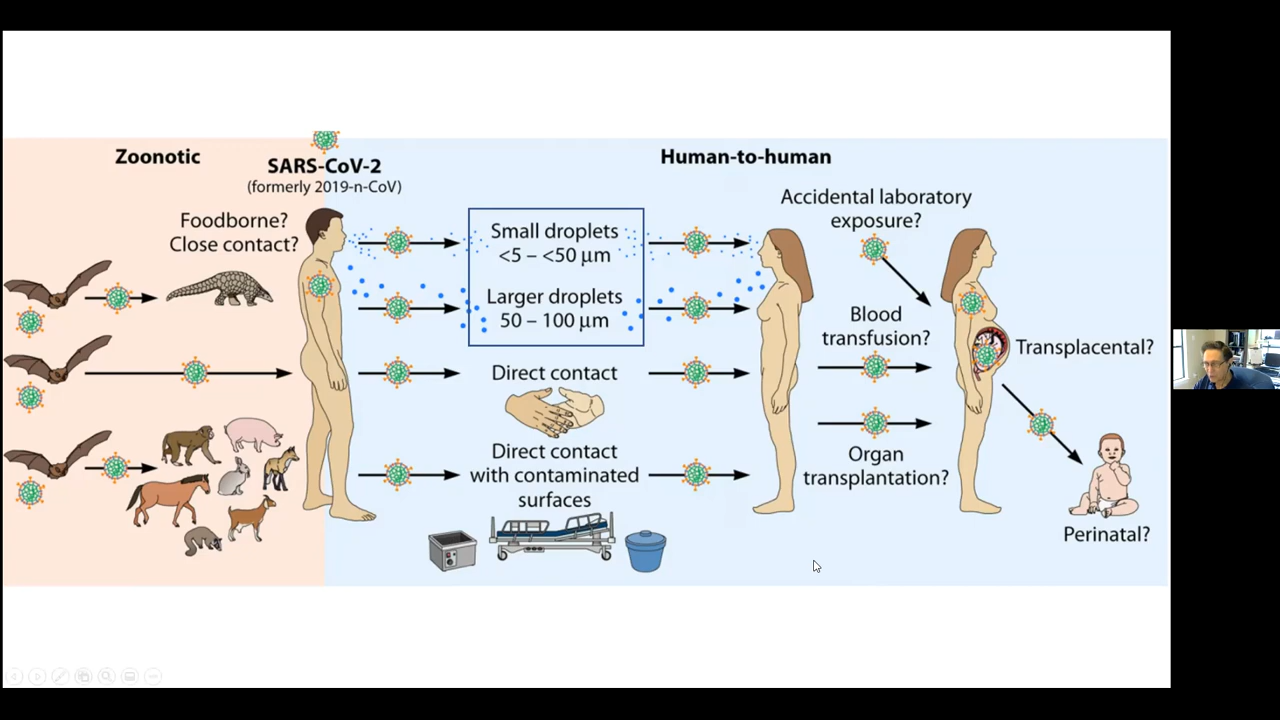 Zoonotic
SARS-CoV-2
(formerly 2019-n-CoV)
Human-to-human
Foodborne?
Close contact?
Small droplets
<5 – <50 µm
Larger droplets
50 – 100 µm
Direct contact
Direct contact
with contaminated
surfaces
Accidental laboratory
exposure?
Blood
transfusion?
Organ
transplantation?
Transplacental?
Perinatal?